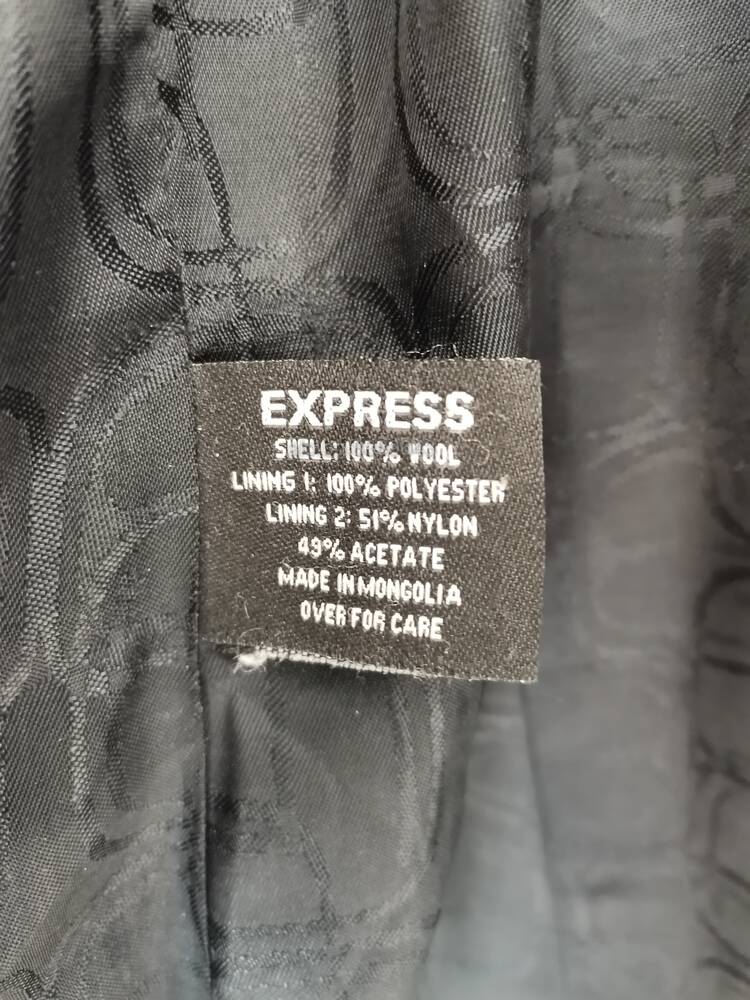 EXPRESS
SHELL: 100% WOOL
LINING 1: 100% POLYESTER
LINING 2: 51% NYLON
49% ACETATE
MADE IN MONGOLIA
OVER FOR CARE